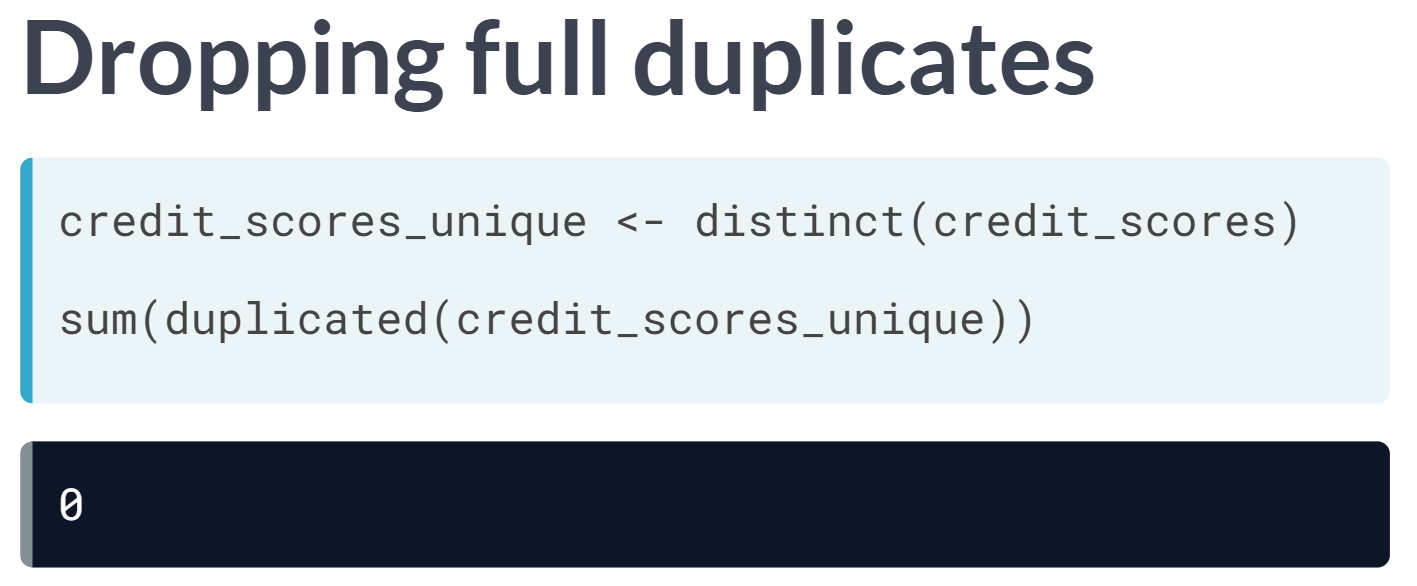 Dropping full duplicates
credit_scores_unique <- distinct(credit_scores)
sum(duplicated(credit_scores_unique))
0